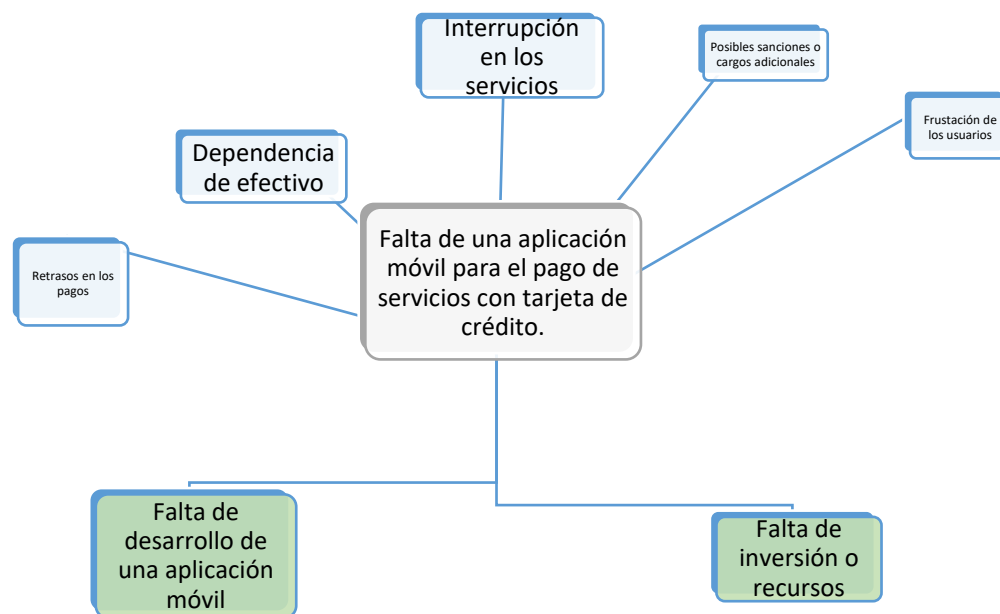 Interrupción
en los
servicios
Posibles sanciones o
cargos adicionales
Frustación de
los usuarios
Dependencia
de efectivo
Retrasos en los
pagos
Falta de una aplicación
móvil para el pago de
servicios con tarjeta de
crédito.
Falta de
desarrollo de
una aplicación
móvil
Falta de
inversión o
recursos